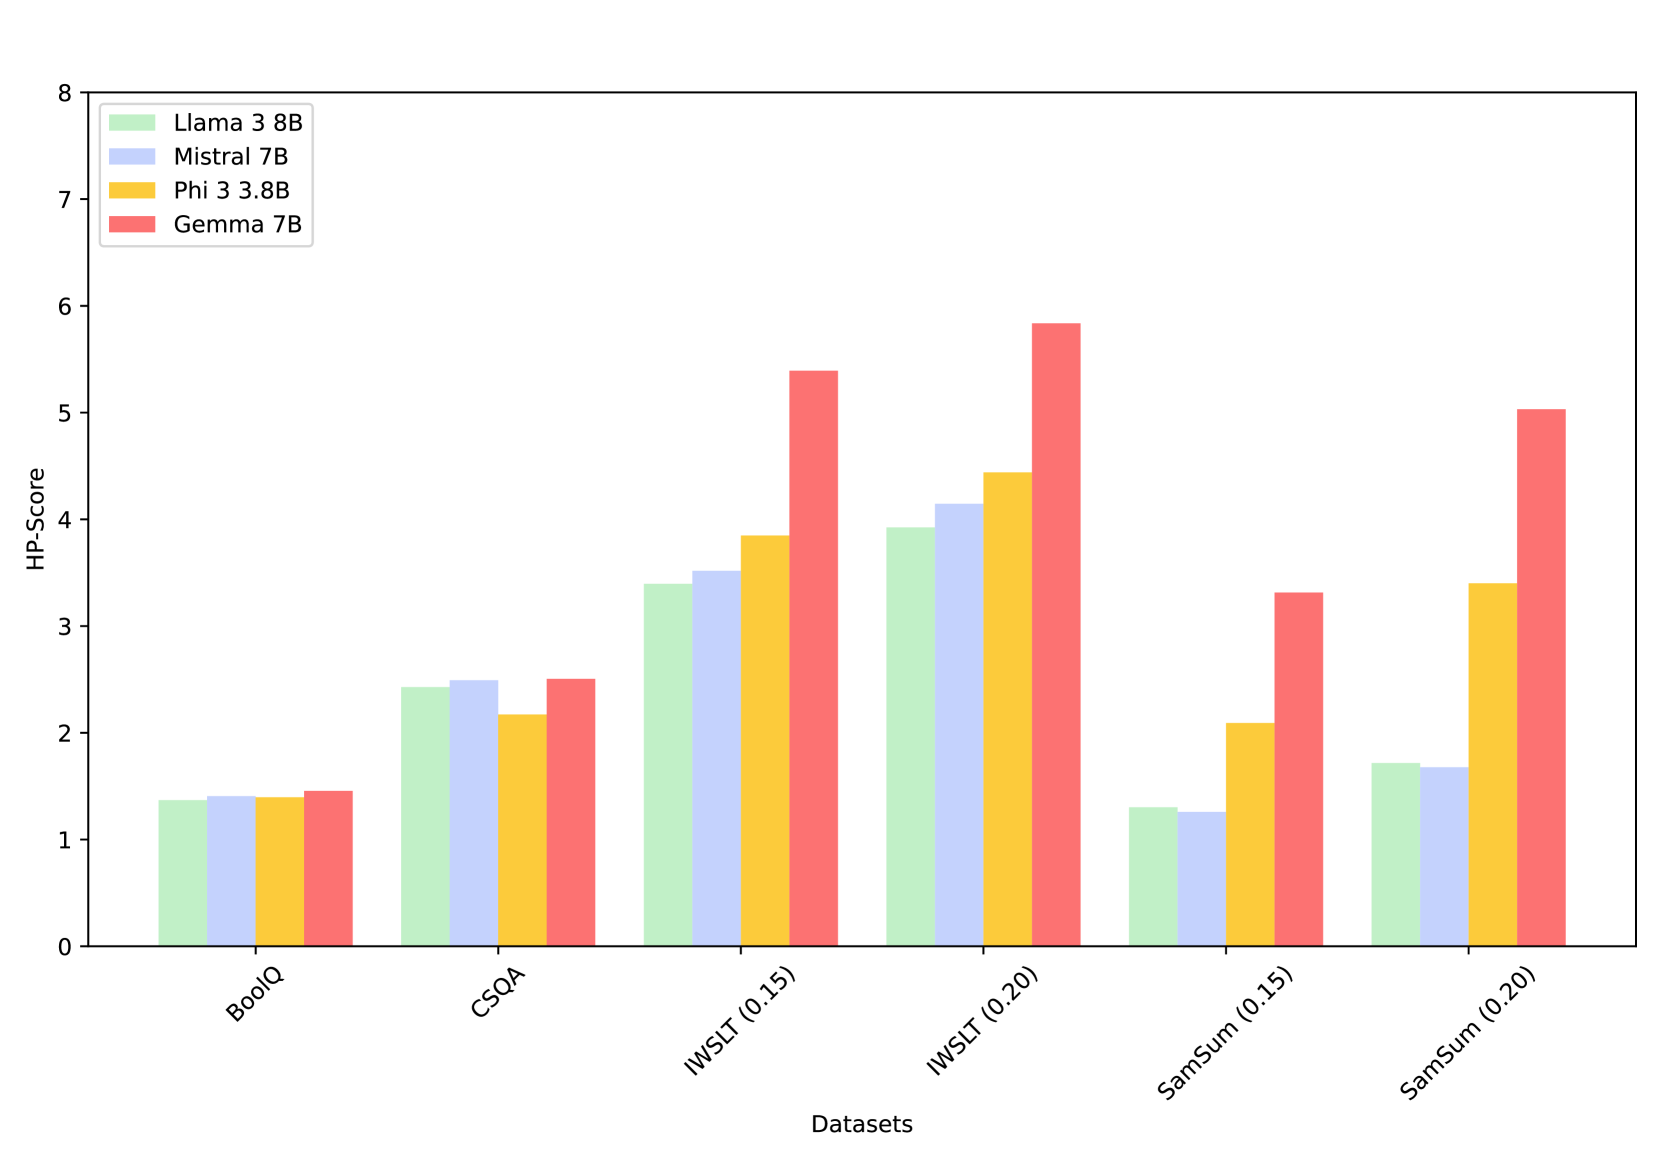 8
7
6
5
4
3
2
1
0
HP-Score
Llama 3 8B
Mistral 7B
Phi 3 3.8B
Gemma 7B
BoolQ
CSQA
IWSLT (0.15)
IWSLT (0.20)
SamSum (0.15)
SamSum (0.20)
Datasets